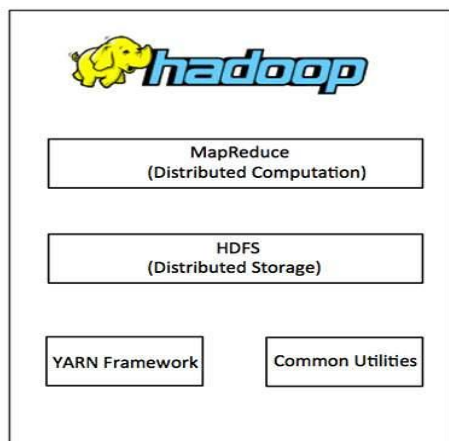 hadoop
MapReduce
(Distributed Computation)
HDFS
(Distributed Storage)
YARN Framework
Common Utilities